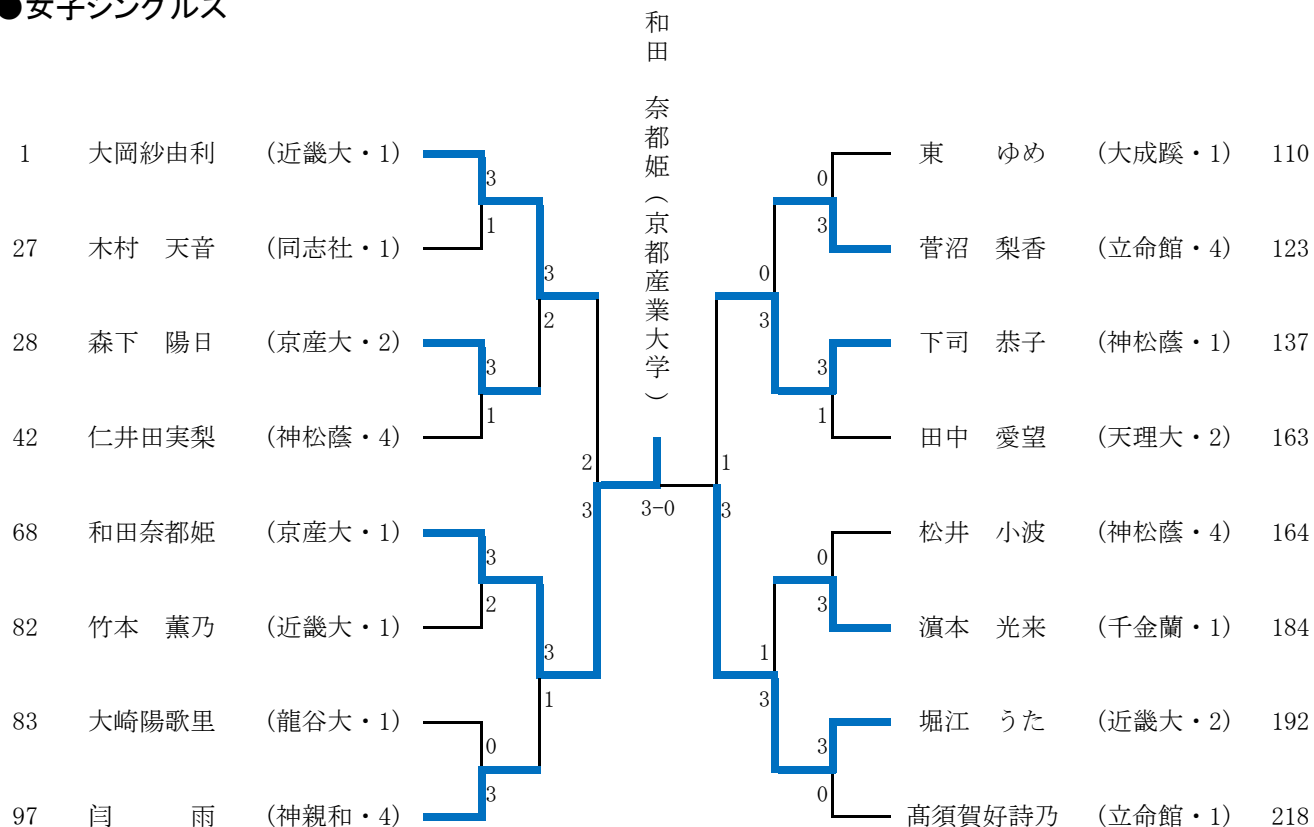 ●女子シングルス
和田 奈都姫(京都産業大学)
1 大岡紗由利 (近畿大・1)
27 木村 天音 (同志社・1)
28 森下 陽日 (京産大・2)
42 仁井田実梨 (神松蔭・4)
68 和田奈都姫 (京産大・1)
82 竹本 薫乃 (近畿大・1)
83 大崎陽歌里 (龍谷大・1)
97 闫 雨 (神親和・4)
3
1
3
2
3
1
2
3
3
2
3
1
0
3
3-0
東 ゆめ (大成蹊・1) 110
菅沼 梨香 (立命館・4) 123
下司 恭子 (神松蔭・1) 137
田中 愛望 (天理大・2) 163
松井 小波 (神松蔭・4) 164
濵本 光来 (千金蘭・1) 184
堀江 うた (近畿大・2) 192
髙須賀好詩乃 (立命館・1) 218
0
3
0
3
3
1
1
3
0
3
1
3
3
0